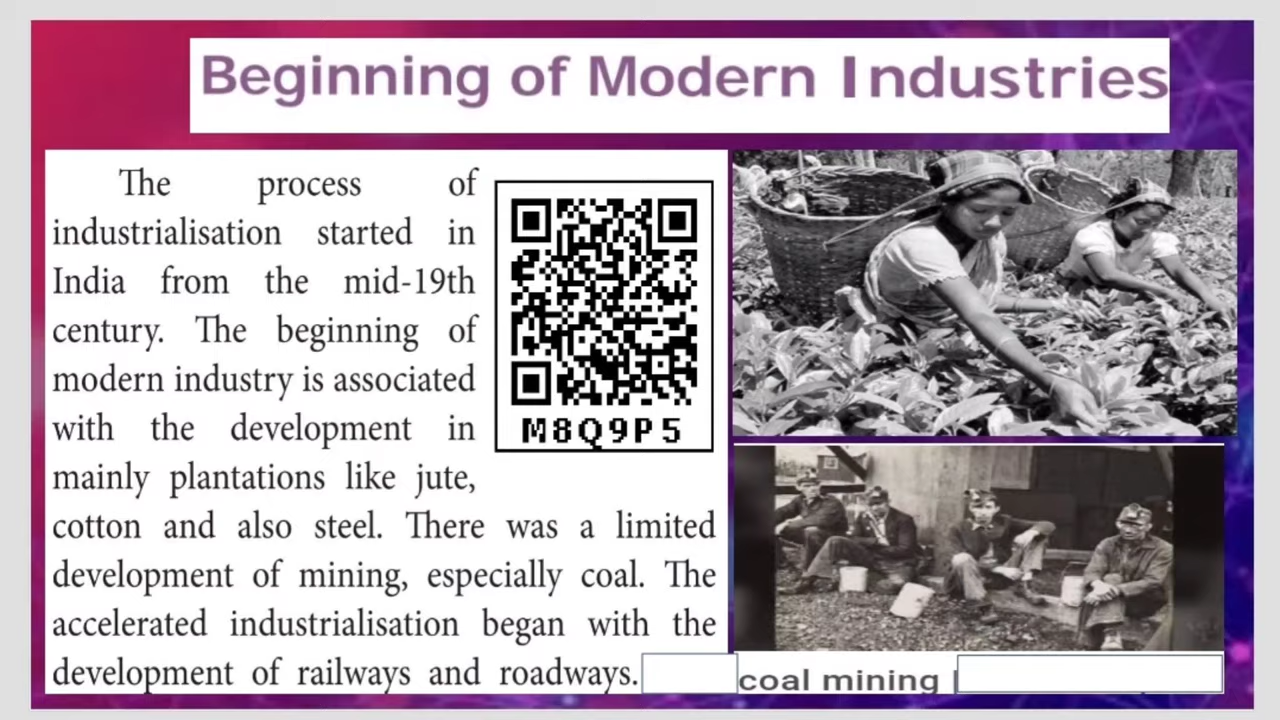 Beginning of Modern Industries
The process of
industrialisation started in
India from the mid-19th
century. The beginning of
modern industry is associated
with the development in
mainly plantations like jute,
cotton and also steel. There was a limited
development of mining, especially coal. The
accelerated industrialisation began with the
development of railways and roadways.
M8Q9P5
coal mining